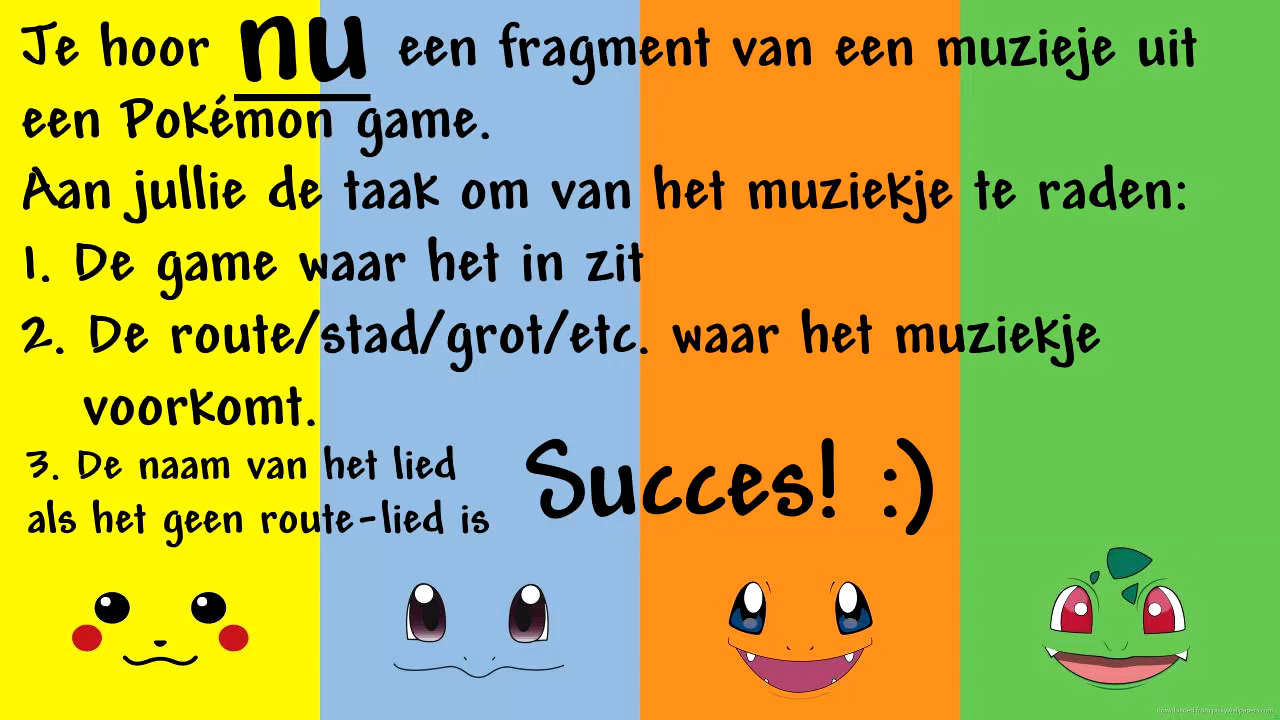 Je hoor nu een fragment van een muzieje uit
een Pokémon game.
Aan jullie de taak om van het muziekje te raden:
1. De game waar het in zit
2. De route/stad/grot/etc. waar het muziekje
voorkomt.
3. De naam van het lied
als het geen route-lied is
Succes! :)